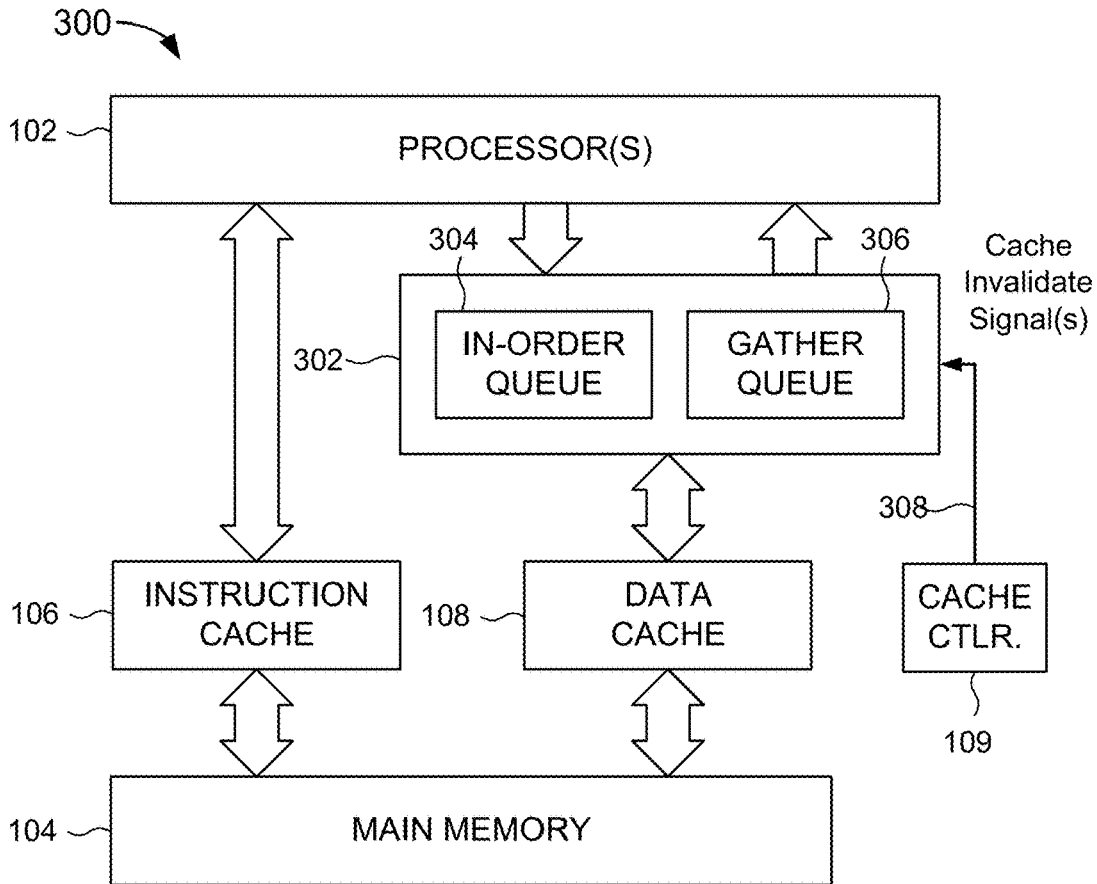 300
102
PROCESSOR(S)
304
306
Cache
Invalidate
Signal(s)
302
IN-ORDER
QUEUE
GATHER
QUEUE
308
106
INSTRUCTION
CACHE
108
DATA
CACHE
CACHE
CTLR.
109
104
MAIN MEMORY